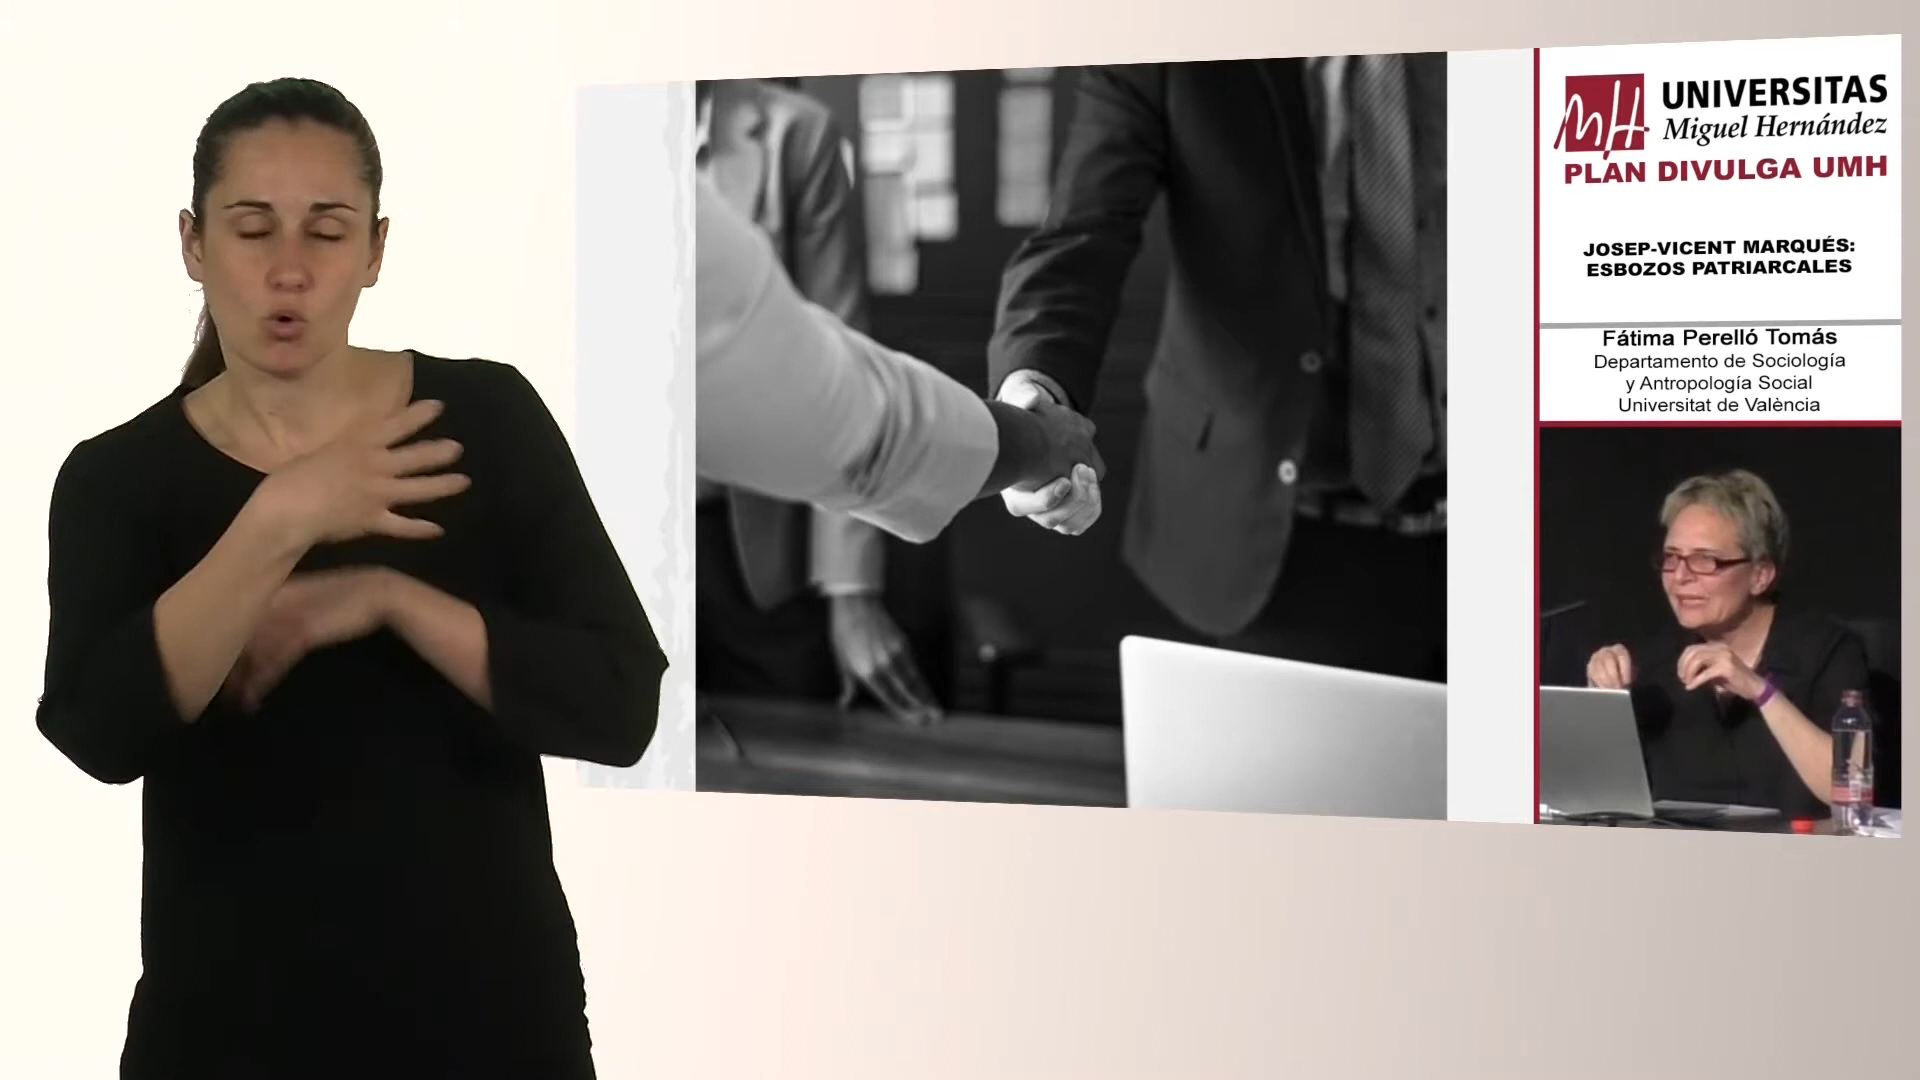 MH
UNIVERSITAS
Miguel Hernández
PLAN DIVULGA UMH
JOSEP-VICENT MARQUÉS:
ESBOZOS PATRIARCALES
Fátima Perelló Tomás
Departamento de Sociología
y Antropología Social
Universitat de València